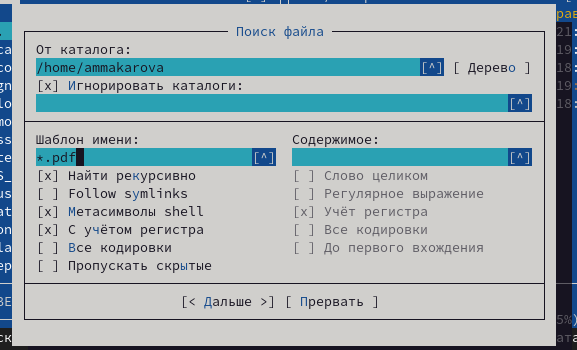 Поиск файла
От каталога:
/home/ammakarova [^] [ Дерево ]
[x] Игнорировать каталоги:
[^]
Шаблон имени: Содержимое:
*.pdf [^] [^]
[x] Найти рекурсивно [ ] Слово целиком
[ ] Follow symlinks [ ] Регулярное выражение
[x] Метасимволы shell [x] Учёт регистра
[x] С учётом регистра [ ] Все кодировки
[ ] Все кодировки [ ] До первого вхождения
[ ] Пропускать скрытые
[< Дальше >] [ Прервать ]